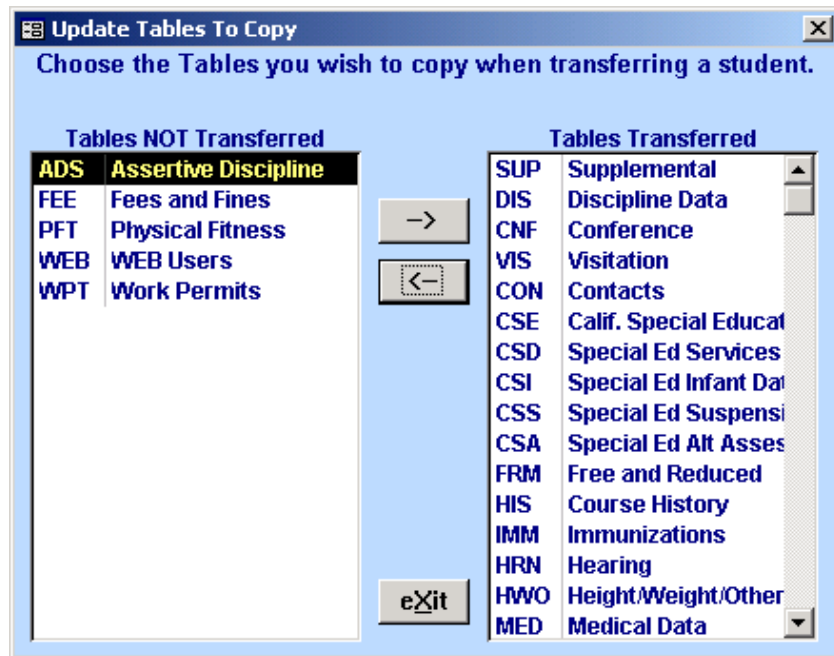 Update Tables To Copy
Choose the Tables you wish to copy when transferring a student.
Tables NOT Transferred
ADS Assertive Discipline
FEE Fees and Fines
PFT Physical Fitness
WEB WEB Users
WPT Work Permits
–>
<–
eXit
Tables Transferred
SUP Supplemental
DIS Discipline Data
CNF Conference
VIS Visitation
CON Contacts
CSE Calif. Special Educat
CSD Special Ed Services
CSI Special Ed Infant Dat
CSS Special Ed Suspensi
CSA Special Ed Alt Asses
FRM Free and Reduced
HIS Course History
IMM Immunizations
HRN Hearing
HWO Height/Weight/Other
MED Medical Data